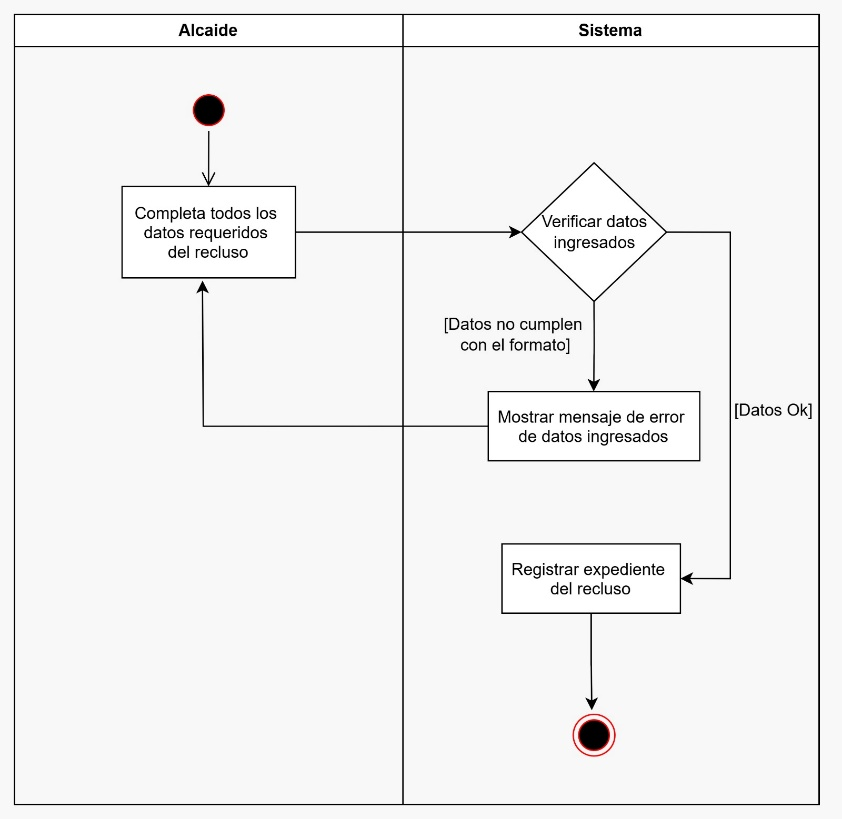 Alcaide
Sistema
Completa todos los
datos requeridos
del recluso
Verificar datos
ingresados
[Datos no cumplen
con el formato]
Mostrar mensaje de error
de datos ingresados
[Datos Ok]
Registrar expediente
del recluso